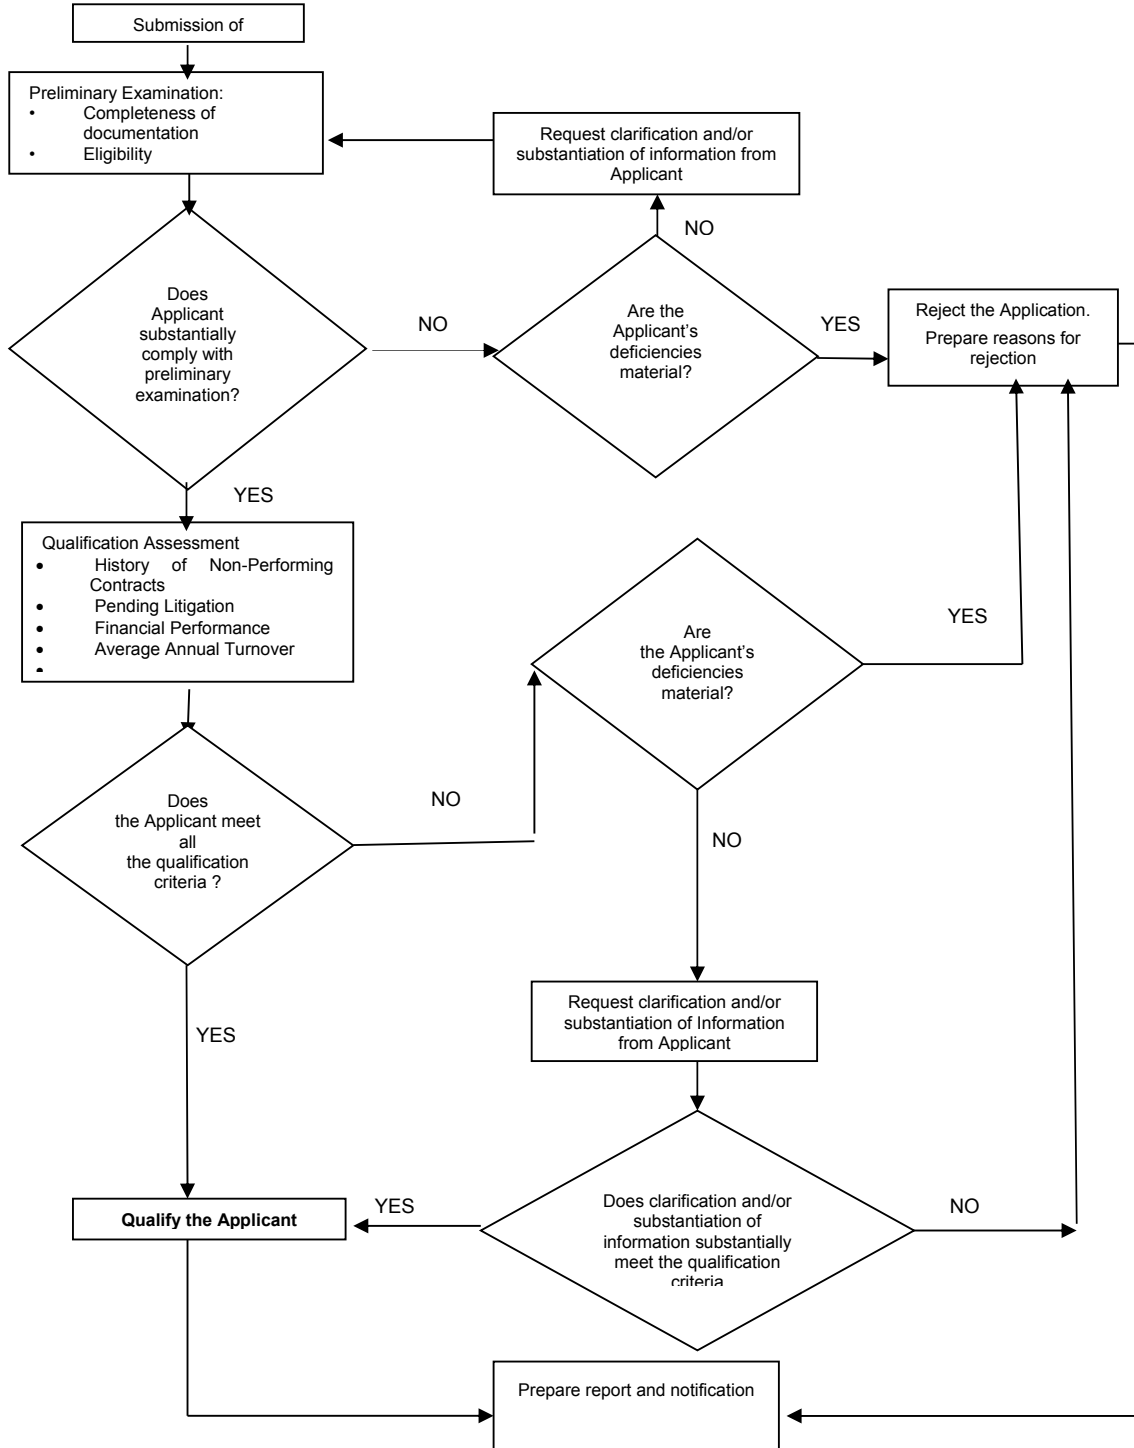 Submission of
Preliminary Examination:
• Completeness of
documentation
• Eligibility
Request clarification and/or
substantiation of information from
Applicant
NO
Does
Applicant
substantially
comply with
preliminary
examination?
NO
Are the
Applicant's
deficiencies
material?
YES
Reject the Application.
Prepare reasons for
rejection
YES
Qualification Assessment
• History of Non-Performing
Contracts
• Pending Litigation
• Financial Performance
• Average Annual Turnover
•
Are
the Applicant's
deficiencies
material?
YES
Does
the Applicant meet
all
the qualification
criteria ?
NO
NO
Request clarification and/or
substantiation of Information
from Applicant
YES
Qualify the Applicant
YES
Does clarification and/or
substantiation of
information substantially
meet the qualification
criteria
NO
Prepare report and notification